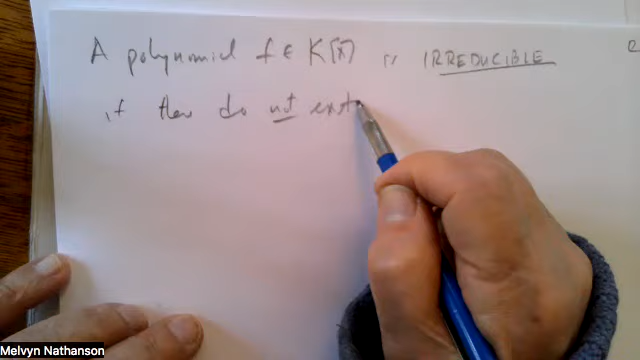 A polynomial f ∈ K[x] is IRREDUCIBLE
if there do not exist
Melvyn Nathanson